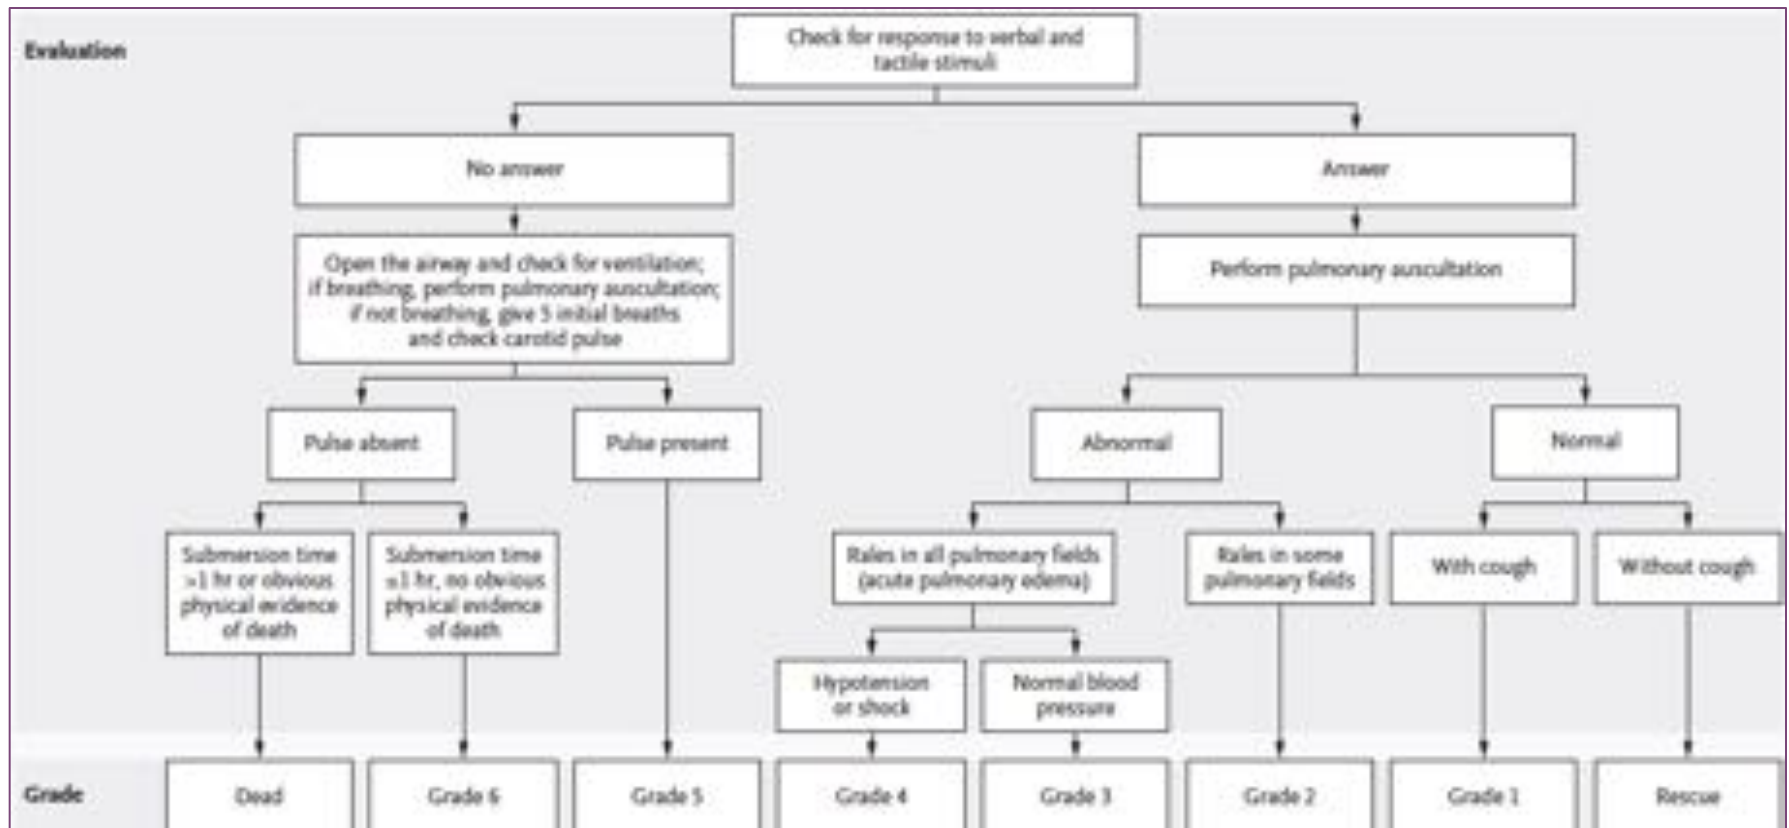 Evaluation
Check for response to verbal and
tactile stimuli
No answer
Answer
Open the airway and check for ventilation;
if breathing, perform pulmonary auscultation;
if not breathing, give 5 initial breaths
and check carotid pulse
Perform pulmonary auscultation
Pulse absent
Pulse present
Abnormal
Normal
Submersion time
>1 hr or obvious
physical evidence
of death
Submersion time
≤1 hr, no obvious
physical evidence
of death
Rales in all pulmonary fields
(acute pulmonary edema)
Rales in some
pulmonary fields
With cough
Without cough
Hypotension
or shock
Normal blood
pressure
Grade
Dead
Grade 6
Grade 5
Grade 4
Grade 3
Grade 2
Grade 1
Rescue